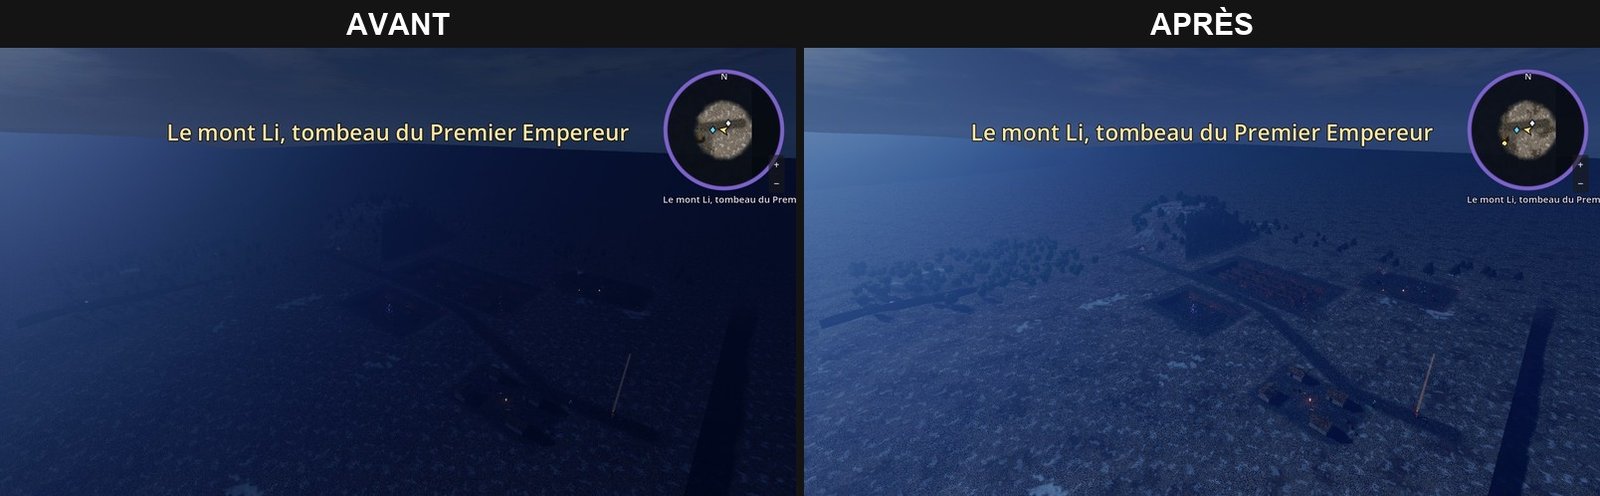 AVANT
APRÈS
N
Le mont Li, tombeau du Premier Empereur
+
−
Le mont Li, tombeau du Prem
N
Le mont Li, tombeau du Premier Empereur
+
−
Le mont Li, tombeau du Prem